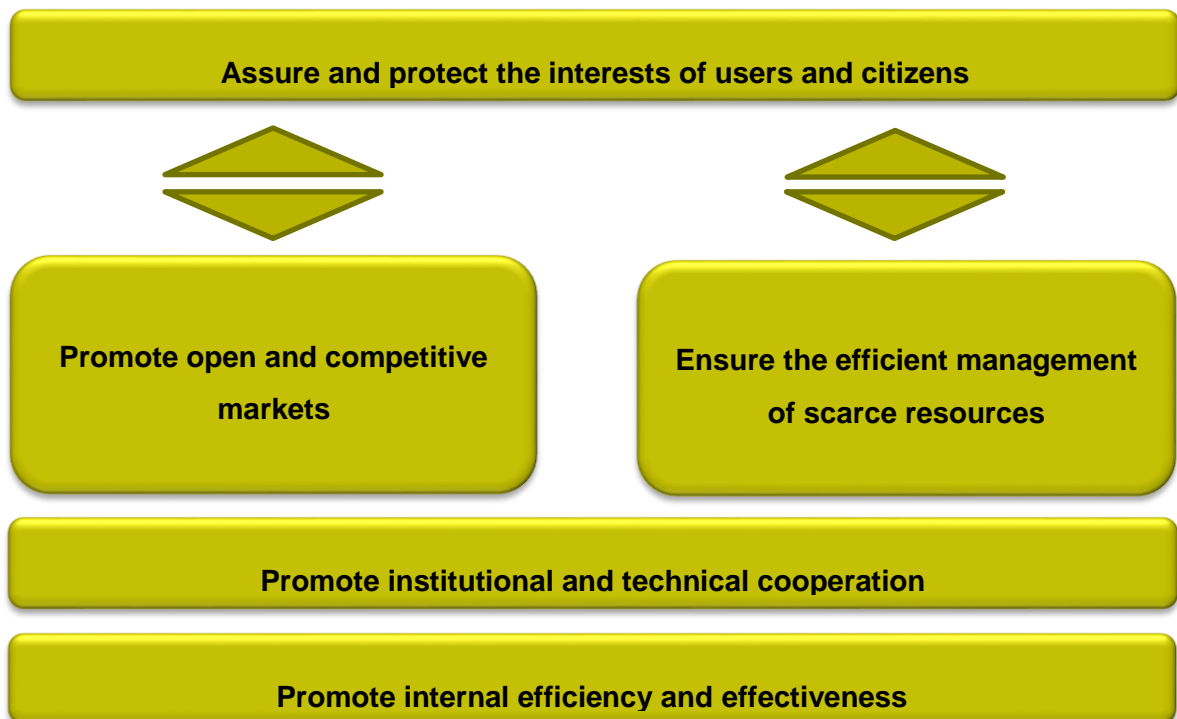 Assure and protect the interests of users and citizens
Promote open and competitive
markets
Ensure the efficient management
of scarce resources
Promote institutional and technical cooperation
Promote internal efficiency and effectiveness